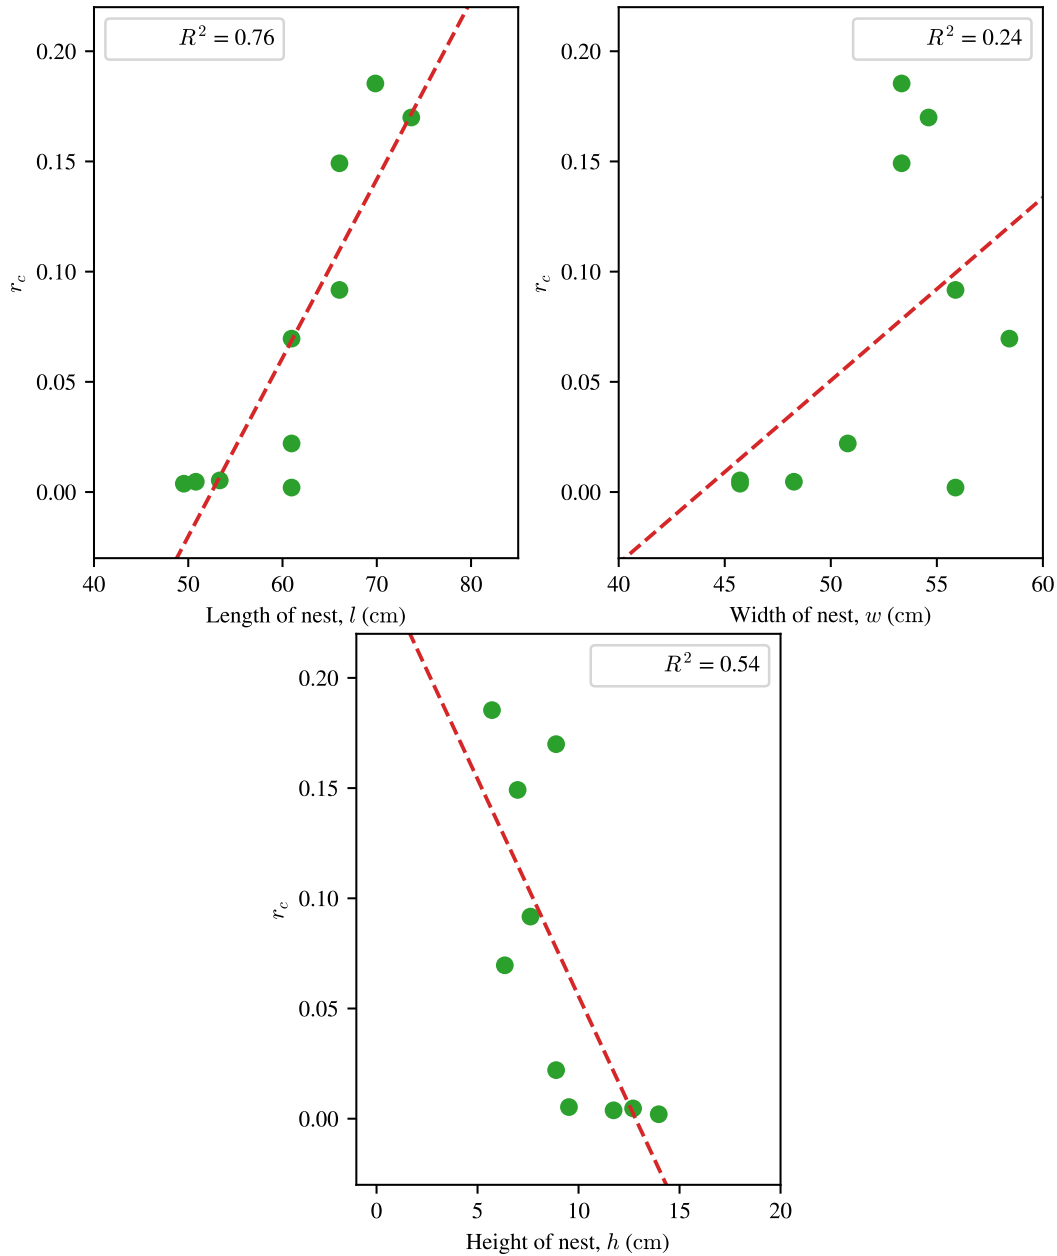 R² = 0.76
0.20
0.15
0.10
0.05
0.00
r_c
40 50 60 70 80
Length of nest, l (cm)
R² = 0.24
0.20
0.15
0.10
0.05
0.00
r_c
40 45 50 55 60
Width of nest, w (cm)
R² = 0.54
0.20
0.15
0.10
0.05
0.00
r_c
0 5 10 15 20
Height of nest, h (cm)